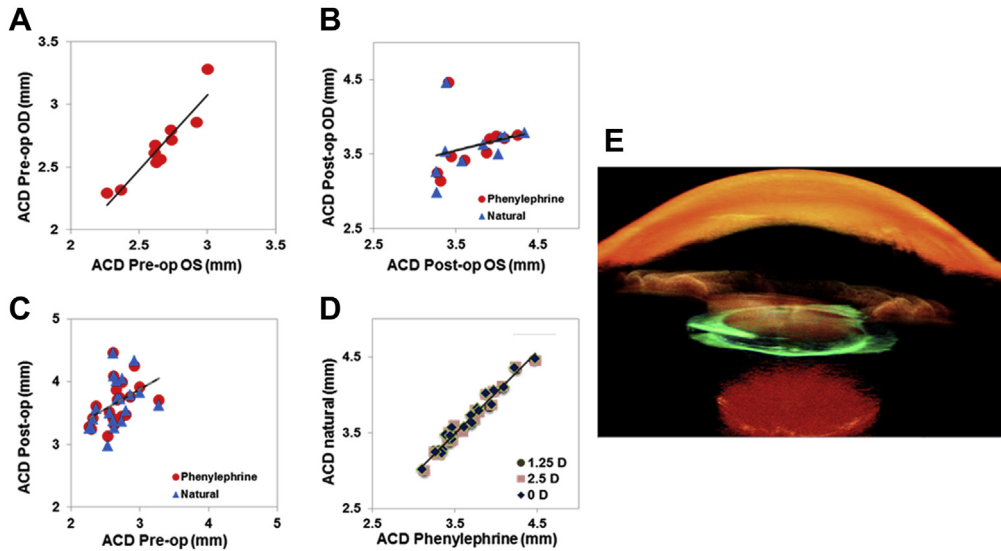 A
3.5
3
2.5
2
2
2.5
3
3.5
ACD Pre-op OD (mm)
ACD Pre-op OS (mm)
B
4.5
3.5
2.5
2.5
3.5
4.5
ACD Post-op OD (mm)
ACD Post-op OS (mm)
Phenylephrine
Natural
E
C
5
4
3
2
2
3
4
5
ACD Post-op (mm)
ACD Pre-op (mm)
Phenylephrine
Natural
D
4.5
3.5
2.5
2.5
3.5
4.5
ACD natural (mm)
ACD Phenylephrine (mm)
1.25 D
2.5 D
0 D